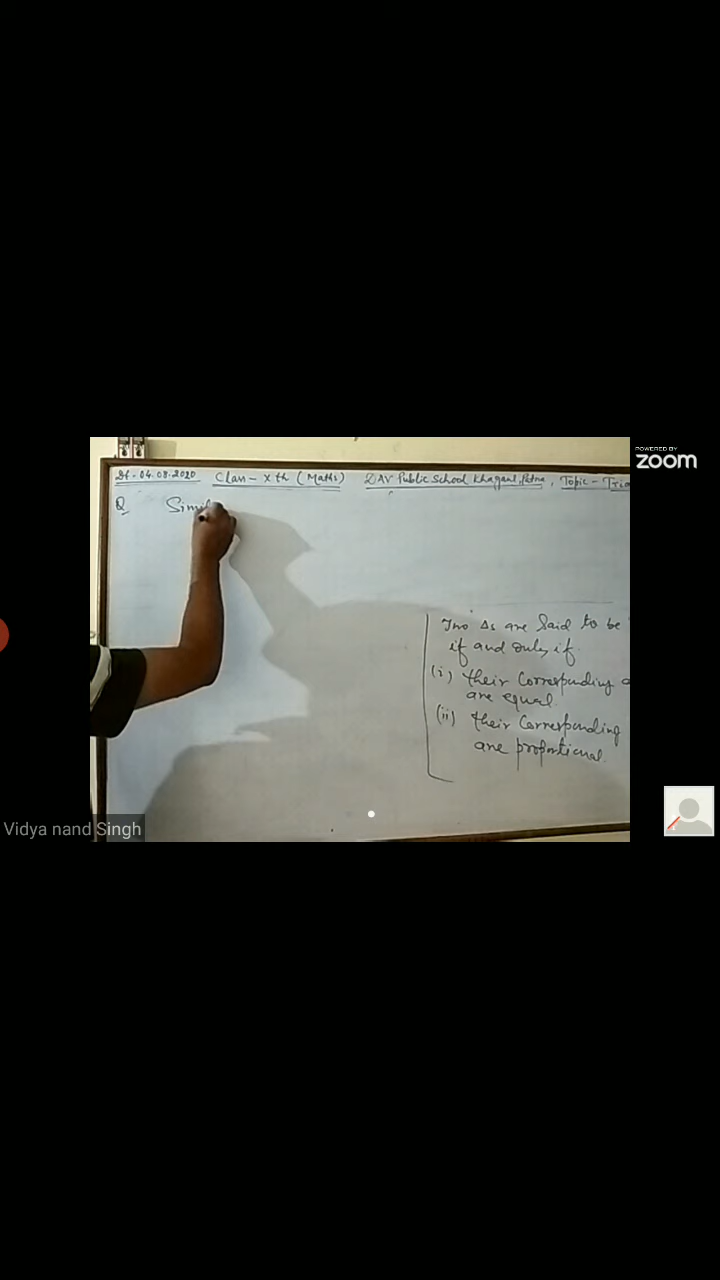 POWERED BY
zoom
Dt-04.08.2020 Class- Xth (Maths) DAV Public School Khagaul, Patna, Topic - Tria
Q Simil
Two Δs are Said to be
if and only if
(i) their Corresponding a
are equal.
(ii) their Corresponding
are proportional.
Vidya nand Singh